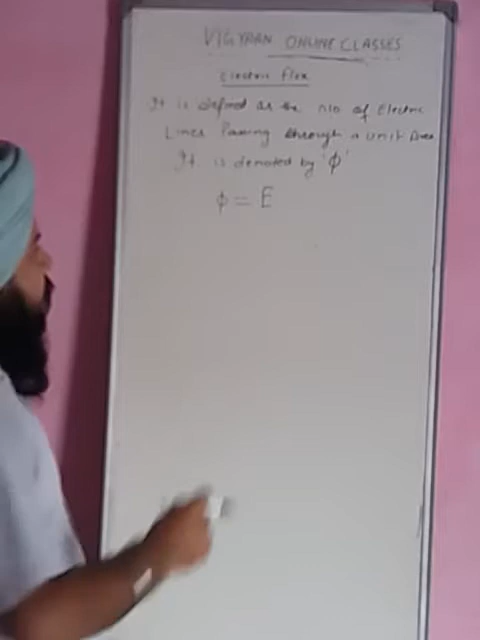 VIGYAAN ONLINE CLASSES
Electric flux
It is defined as the no of Electric
Lines Passing through a unit Area
It is denoted by 'ϕ'
ϕ = E